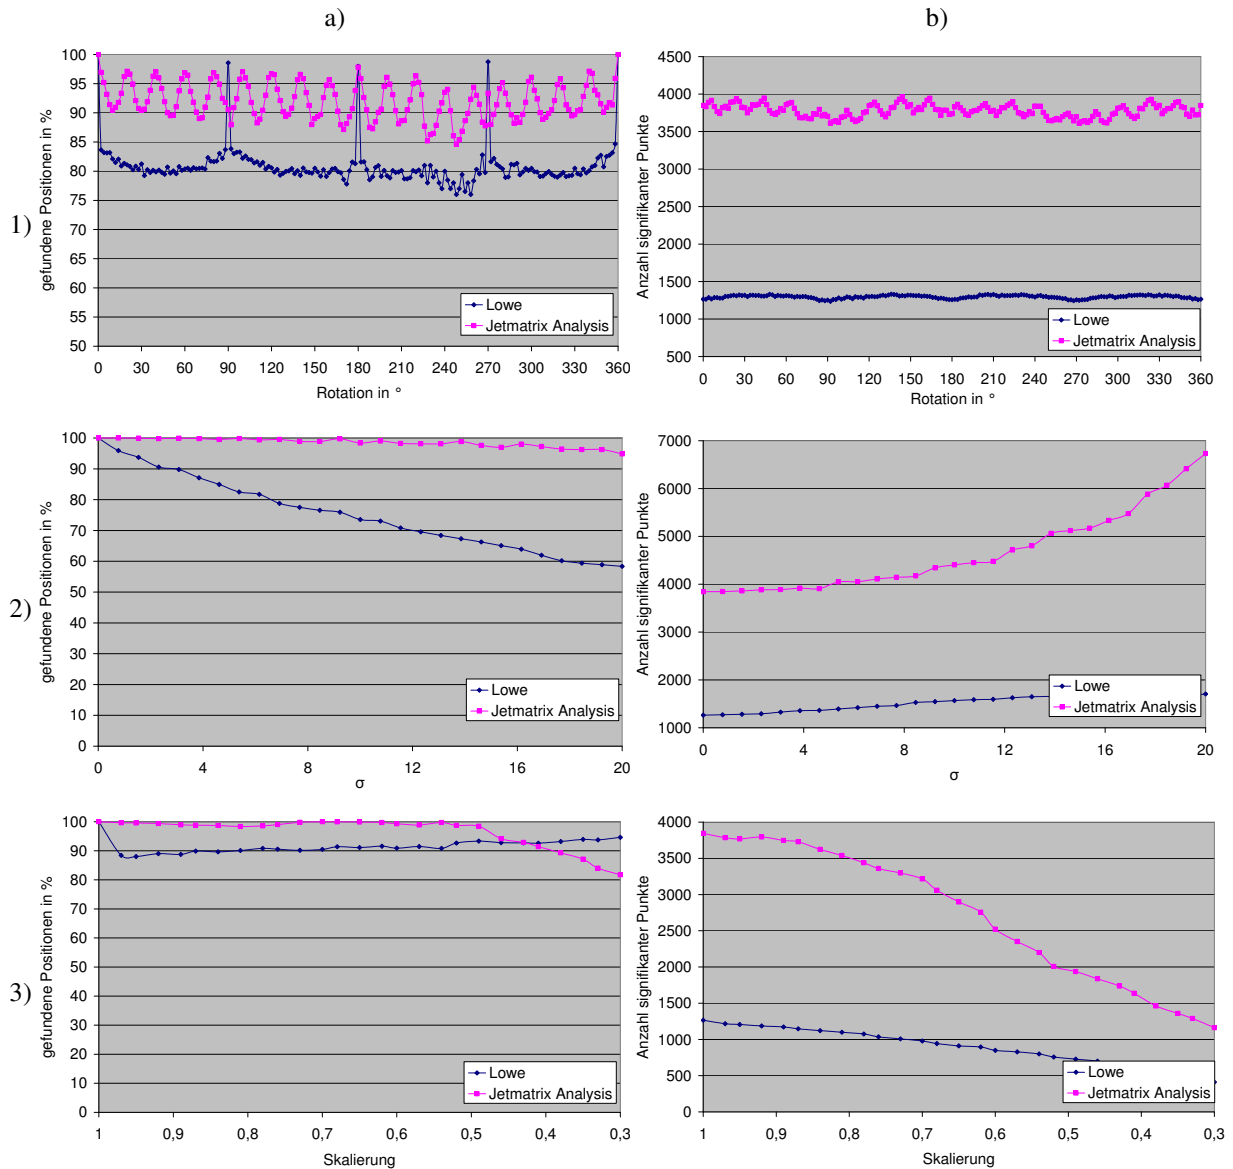 a)
b)
1)
gefundene Positionen in %
100
95
90
85
80
75
70
65
60
55
50
0 30 60 90 120 150 180 210 240 270 300 330 360
Rotation in °
Lowe
Jetmatrix Analysis
Anzahl signifikanter Punkte
4500
4000
3500
3000
2500
2000
1500
1000
500
0 30 60 90 120 150 180 210 240 270 300 330 360
Rotation in °
Lowe
Jetmatrix Analysis
2)
gefundene Positionen in %
100
90
80
70
60
50
40
30
20
10
0
0 4 8 12 16 20
σ
Lowe
Jetmatrix Analysis
Anzahl signifikanter Punkte
7000
6000
5000
4000
3000
2000
1000
0 4 8 12 16 20
σ
Lowe
Jetmatrix Analysis
3)
gefundene Positionen in %
100
90
80
70
60
50
40
30
20
10
0
1 0,9 0,8 0,7 0,6 0,5 0,4 0,3
Skalierung
Lowe
Jetmatrix Analysis
Anzahl signifikanter Punkte
4000
3500
3000
2500
2000
1500
1000
500
0
1 0,9 0,8 0,7 0,6 0,5 0,4 0,3
Skalierung
Lowe
Jetmatrix Analysis